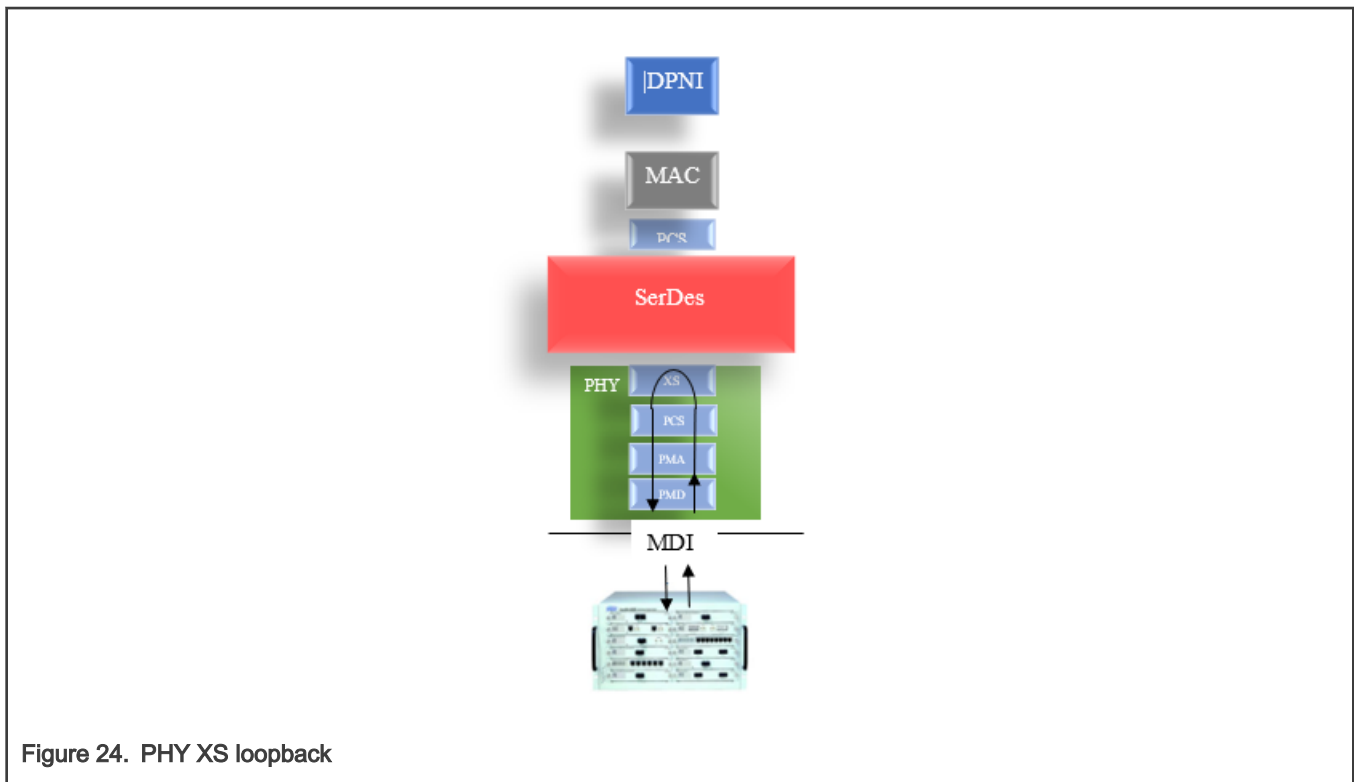 |DPNI
MAC
PCS
SerDes
PHY
XS
PCS
PMA
PMD
MDI
Figure 24. PHY XS loopback